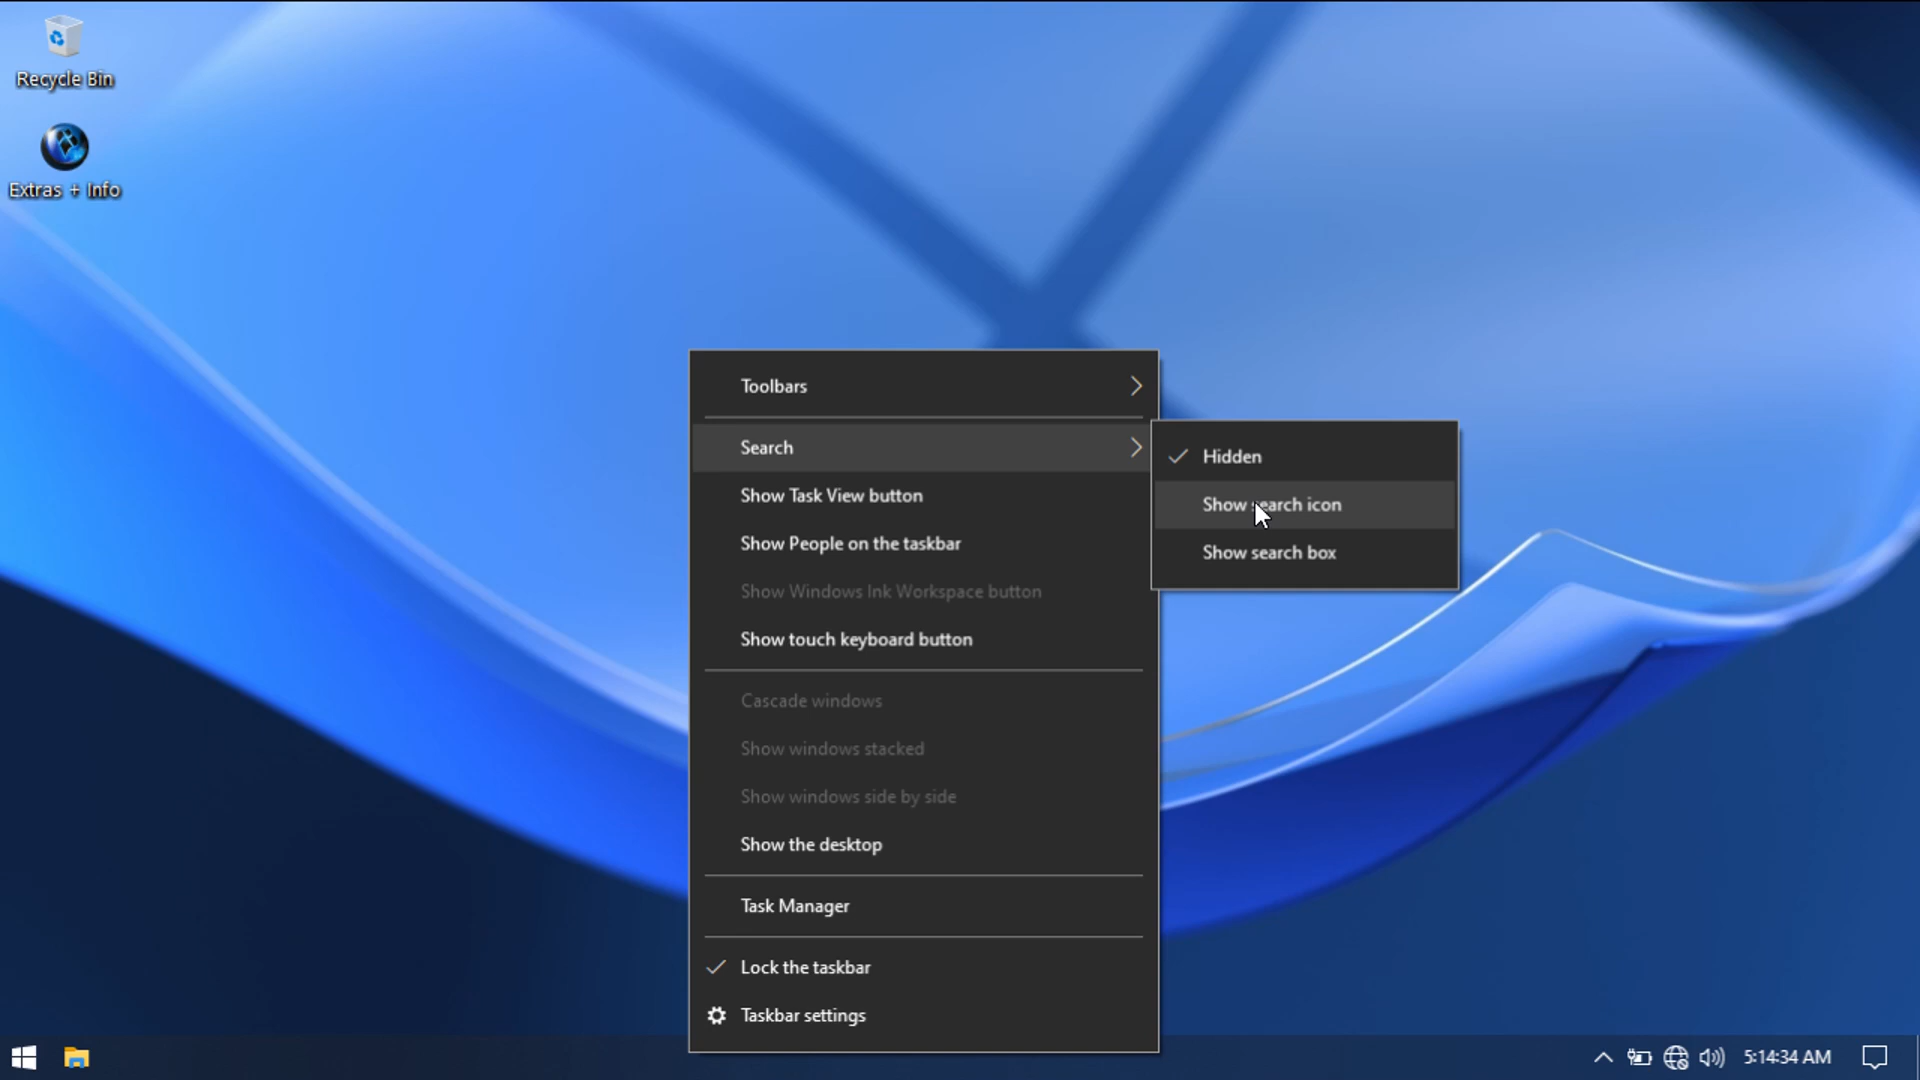 Recycle Bin
Extras + Info
Toolbars
Search
Show Task View button
Show People on the taskbar
Show Windows Ink Workspace button
Show touch keyboard button
Cascade windows
Show windows stacked
Show windows side by side
Show the desktop
Task Manager
Lock the taskbar
Taskbar settings
Hidden
Show search icon
Show search box
5:14:34 AM